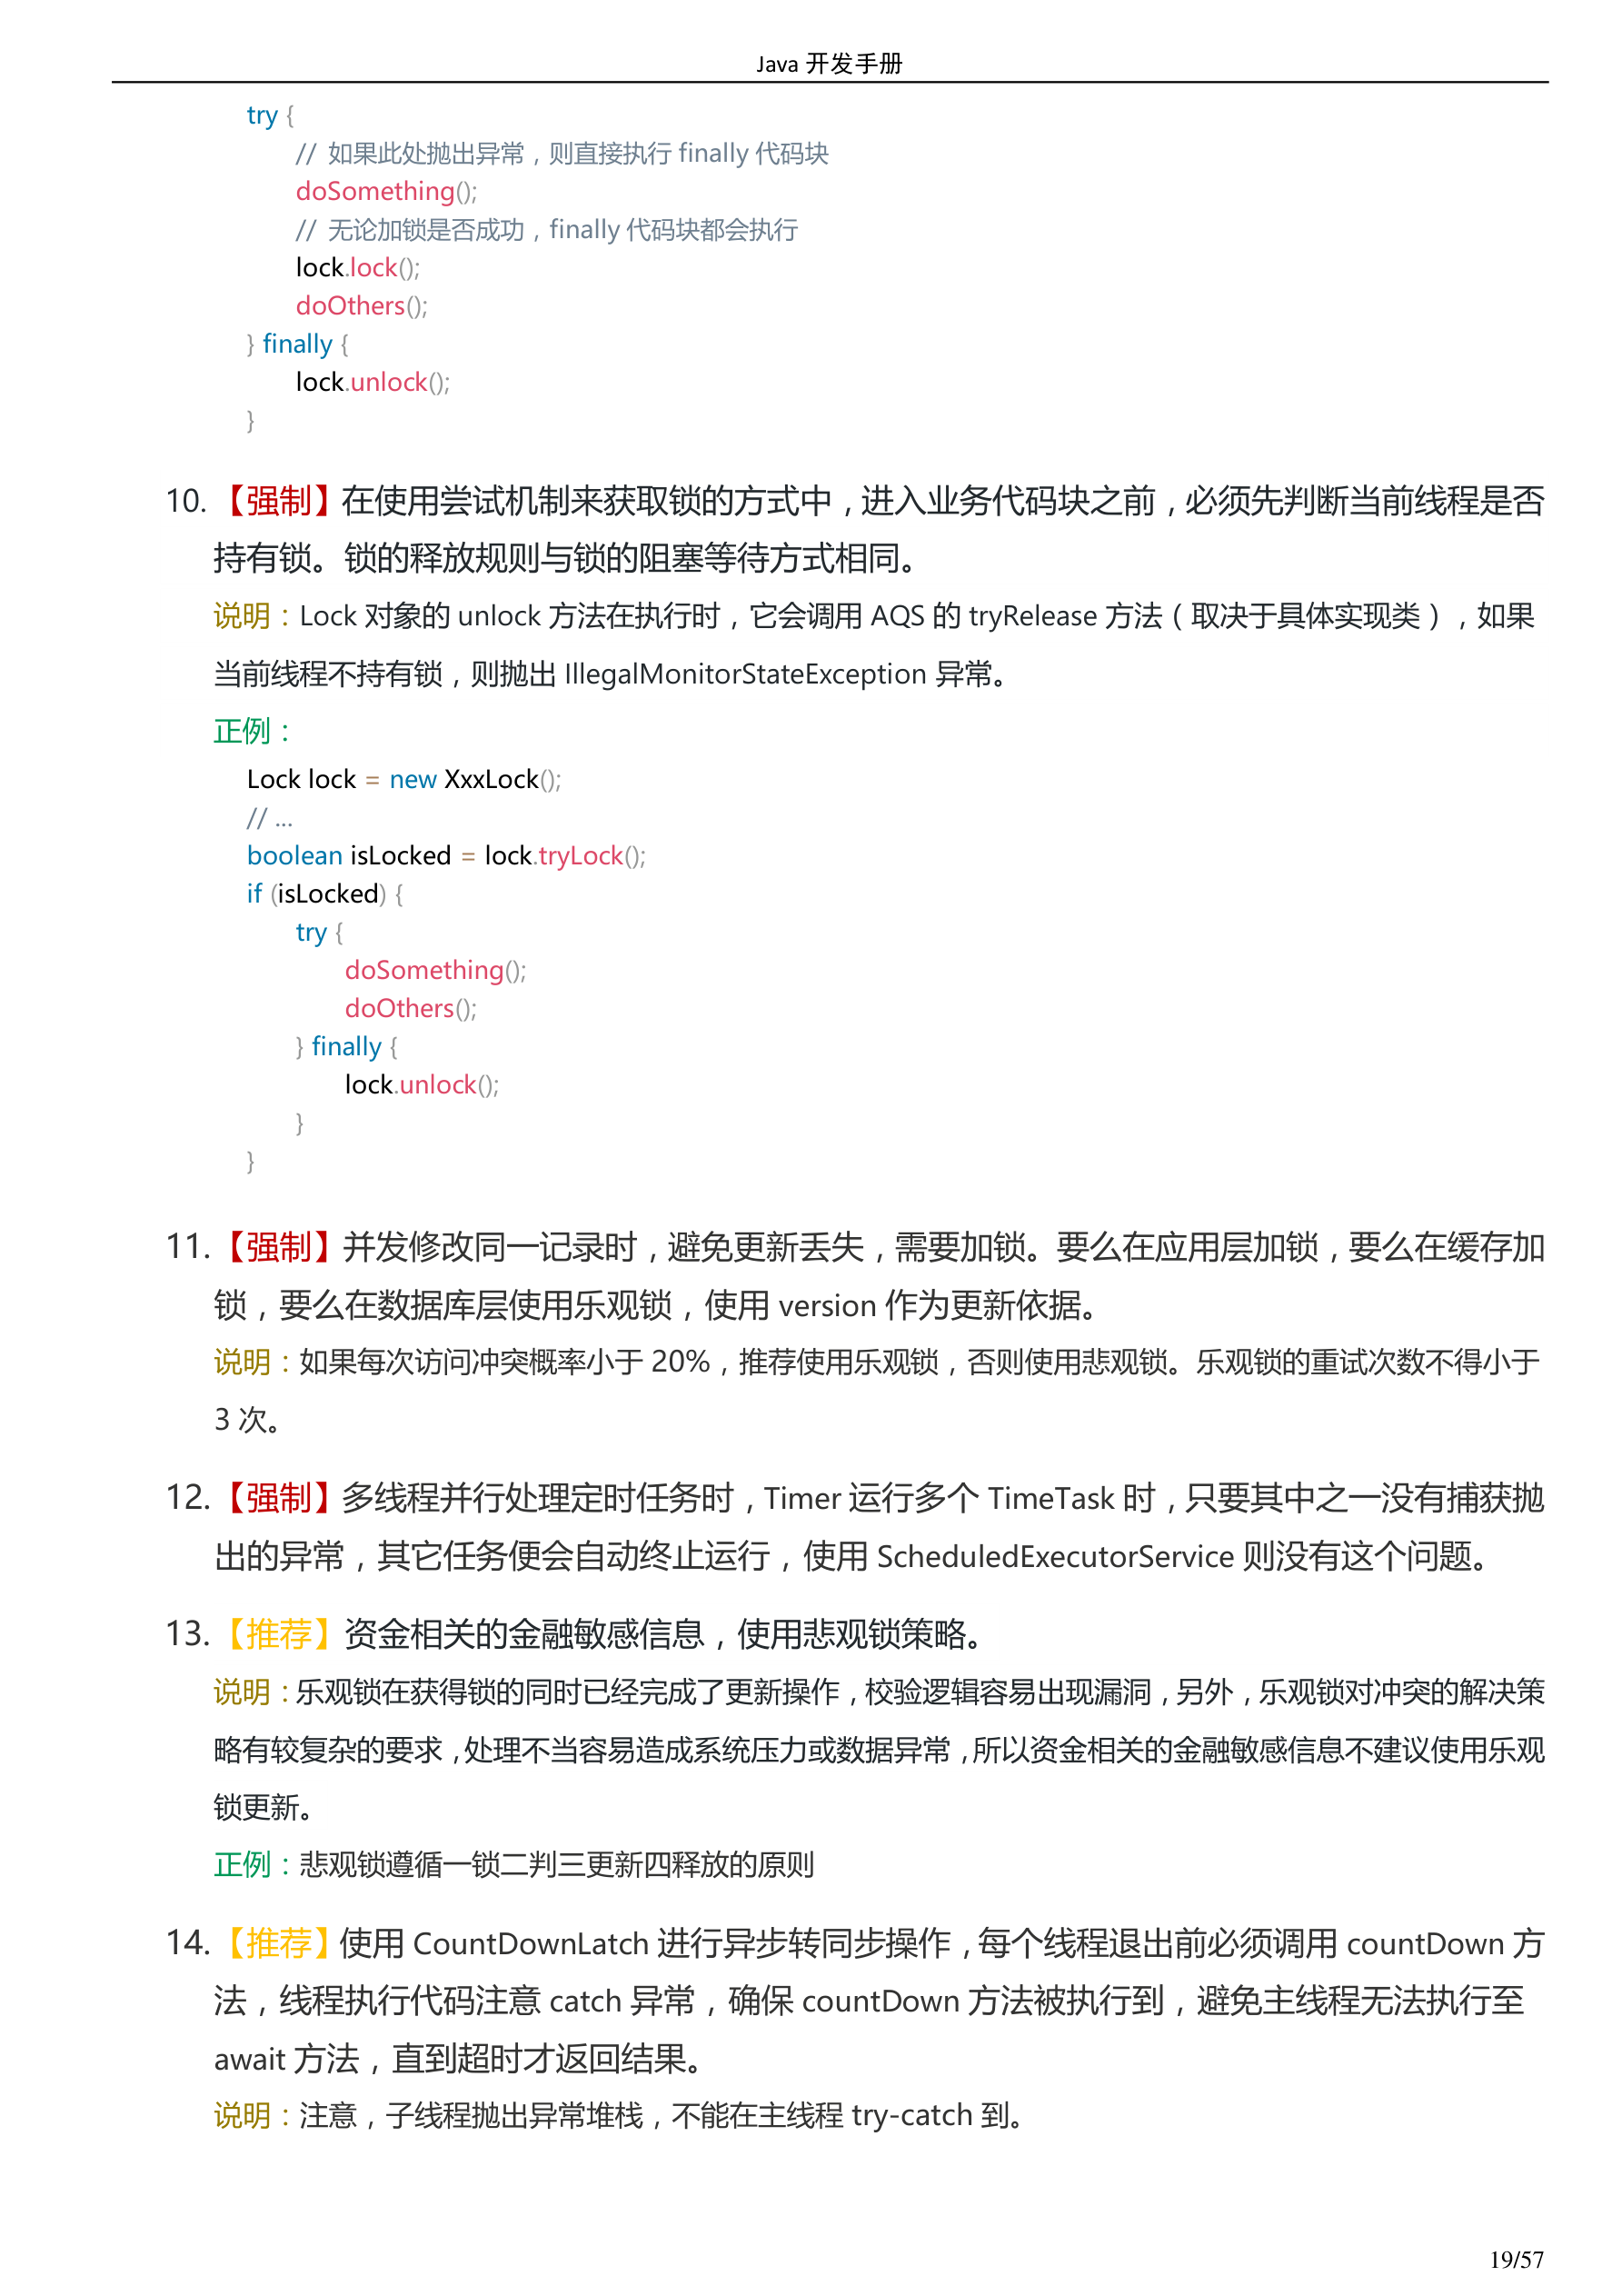 Java 开发手册
try {
// 如果此处抛出异常，则直接执行 finally 代码块
doSomething();
// 无论加锁是否成功，finally 代码块都会执行
lock.lock();
doOthers();
} finally {
lock.unlock();
}
10. 【强制】在使用尝试机制来获取锁的方式中，进入业务代码块之前，必须先判断当前线程是否
持有锁。锁的释放规则与锁的阻塞等待方式相同。
说明：Lock 对象的 unlock 方法在执行时，它会调用 AQS 的 tryRelease 方法（取决于具体实现类），如果
当前线程不持有锁，则抛出 IllegalMonitorStateException 异常。
正例：
Lock lock = new XxxLock();
// ...
boolean isLocked = lock.tryLock();
if (isLocked) {
try {
doSomething();
doOthers();
} finally {
lock.unlock();
}
}
11. 【强制】并发修改同一记录时，避免更新丢失，需要加锁。要么在应用层加锁，要么在缓存加
锁，要么在数据库层使用乐观锁，使用 version 作为更新依据。
说明：如果每次访问冲突概率小于 20%，推荐使用乐观锁，否则使用悲观锁。乐观锁的重试次数不得小于
3 次。
12. 【强制】多线程并行处理定时任务时，Timer 运行多个 TimeTask 时，只要其中之一没有捕获抛
出的异常，其它任务便会自动终止运行，使用 ScheduledExecutorService 则没有这个问题。
13. 【推荐】资金相关的金融敏感信息，使用悲观锁策略。
说明：乐观锁在获得锁的同时已经完成了更新操作，校验逻辑容易出现漏洞，另外，乐观锁对冲突的解决策
略有较复杂的要求，处理不当容易造成系统压力或数据异常，所以资金相关的金融敏感信息不建议使用乐观
锁更新。
正例：悲观锁遵循一锁二判三更新四释放的原则
14. 【推荐】使用 CountDownLatch 进行异步转同步操作，每个线程退出前必须调用 countDown 方
法，线程执行代码注意 catch 异常，确保 countDown 方法被执行到，避免主线程无法执行至
await 方法，直到超时才返回结果。
说明：注意，子线程抛出异常堆栈，不能在主线程 try-catch 到。
19/57